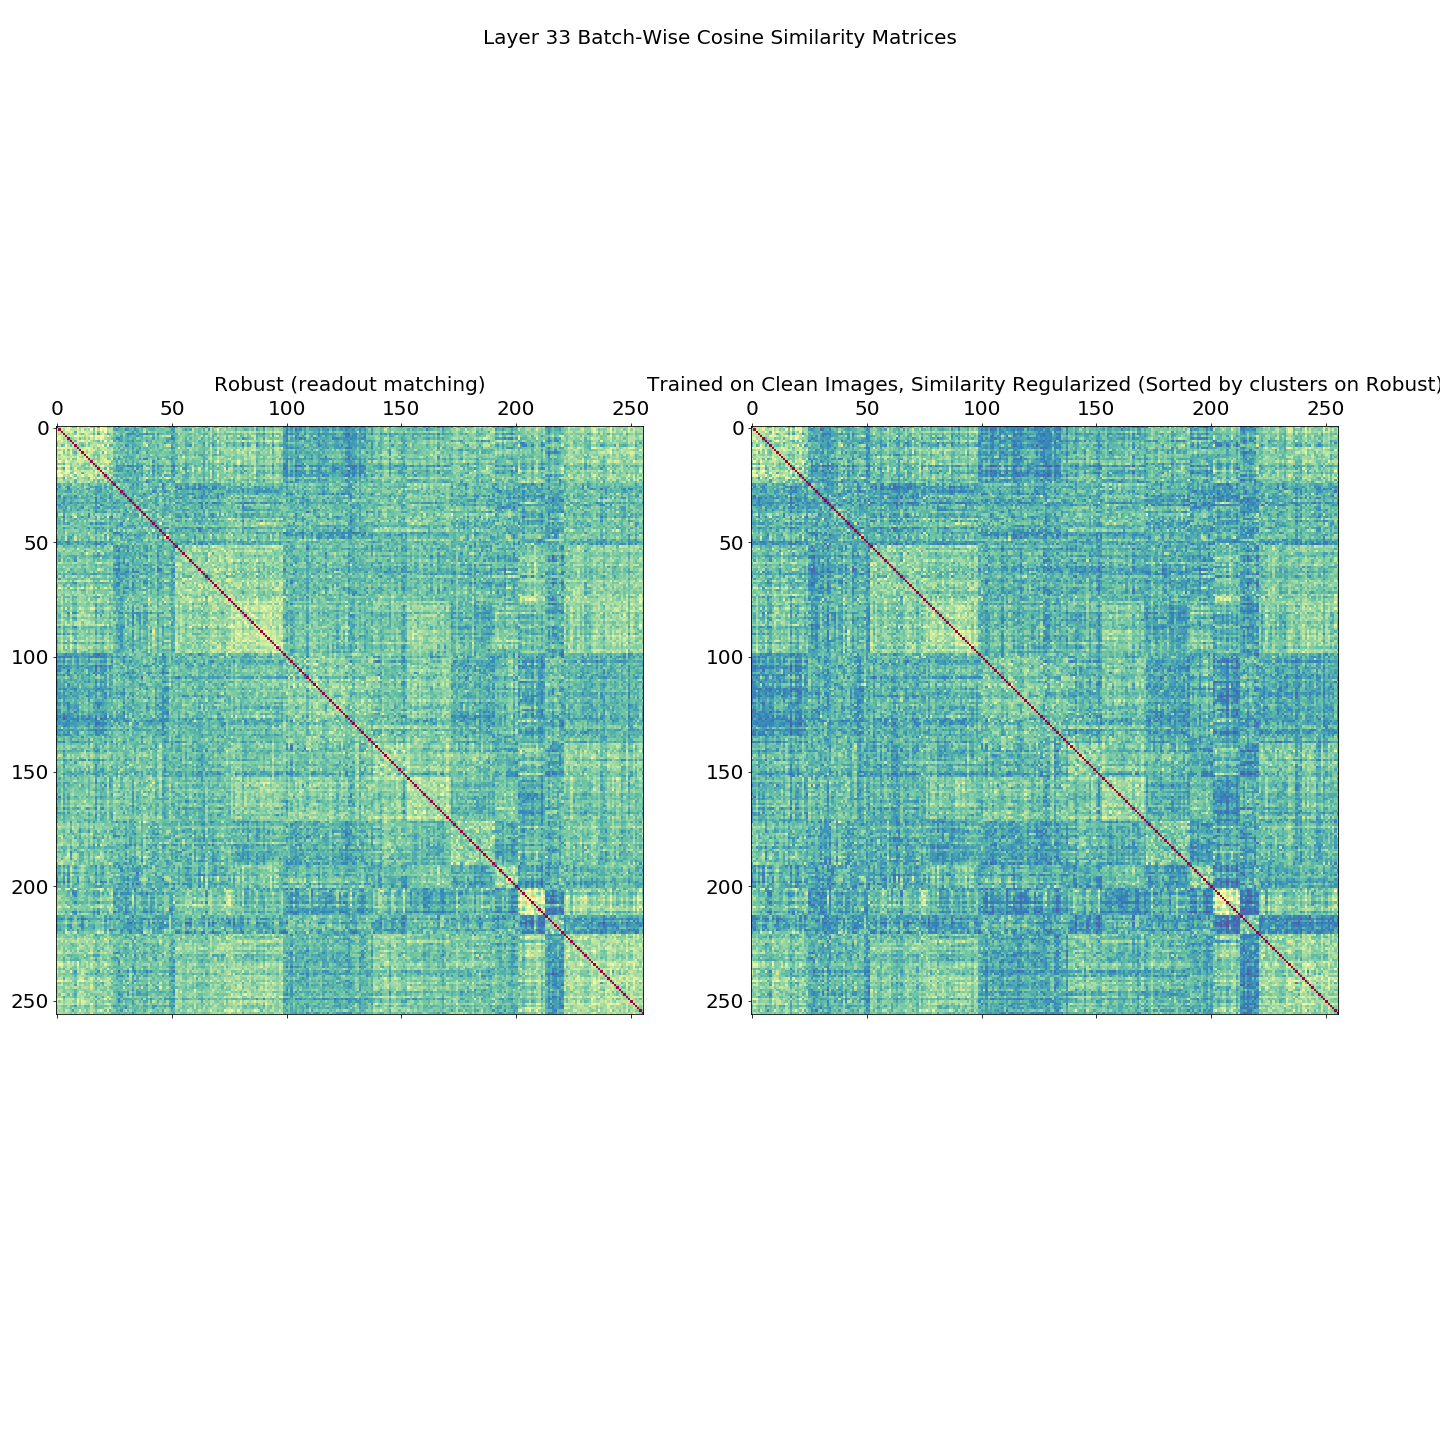 Layer 33 Batch-Wise Cosine Similarity Matrices
Robust (readout matching)
0 50 100 150 200 250
0
50
100
150
200
250
Trained on Clean Images, Similarity Regularized (Sorted by clusters on Robust)
0 50 100 150 200 250
0
50
100
150
200
250